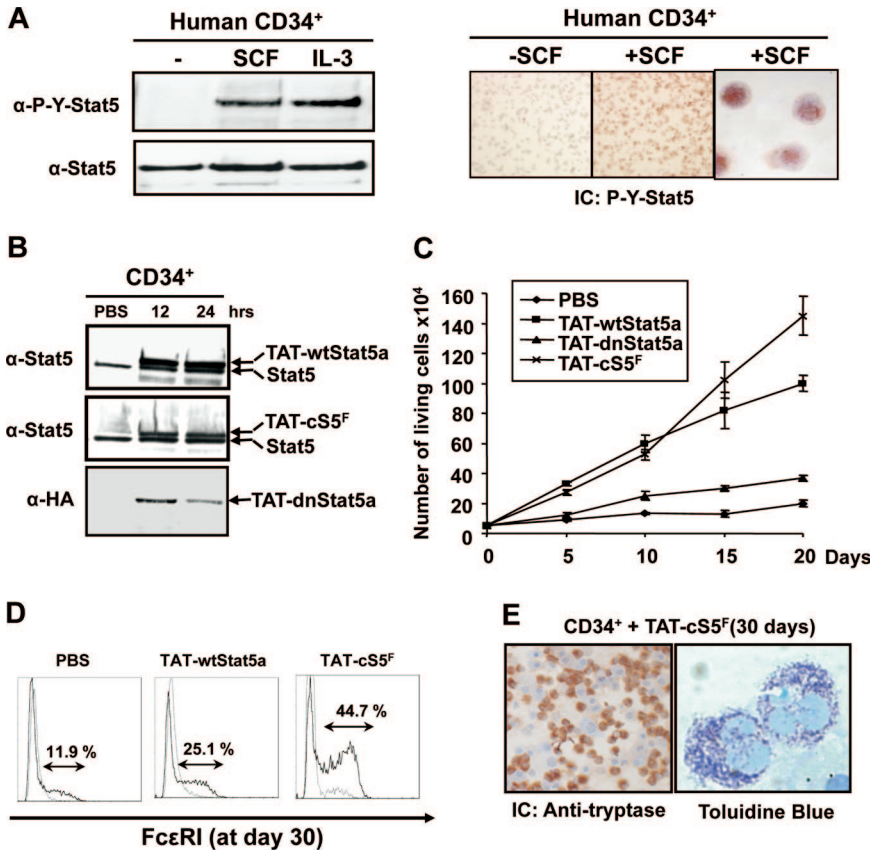 A
Human CD34⁺
- SCF IL-3
α-P-Y-Stat5
α-Stat5
Human CD34⁺
-SCF +SCF +SCF
IC: P-Y-Stat5
B
CD34⁺
PBS 12 24 hrs
α-Stat5
TAT-wtStat5a
Stat5
α-Stat5
TAT-cS5ᶠ
Stat5
α-HA
TAT-dnStat5a
C
Number of living cells x10⁴
160
140
120
100
80
60
40
20
0
0 5 10 15 20 Days
PBS
TAT-wtStat5a
TAT-dnStat5a
TAT-cS5ᶠ
D
PBS TAT-wtStat5a TAT-cS5ᶠ
11.9 %
25.1 %
44.7 %
FcεRI (at day 30)
E
CD34⁺ + TAT-cS5ᶠ(30 days)
IC: Anti-tryptase
Toluidine Blue